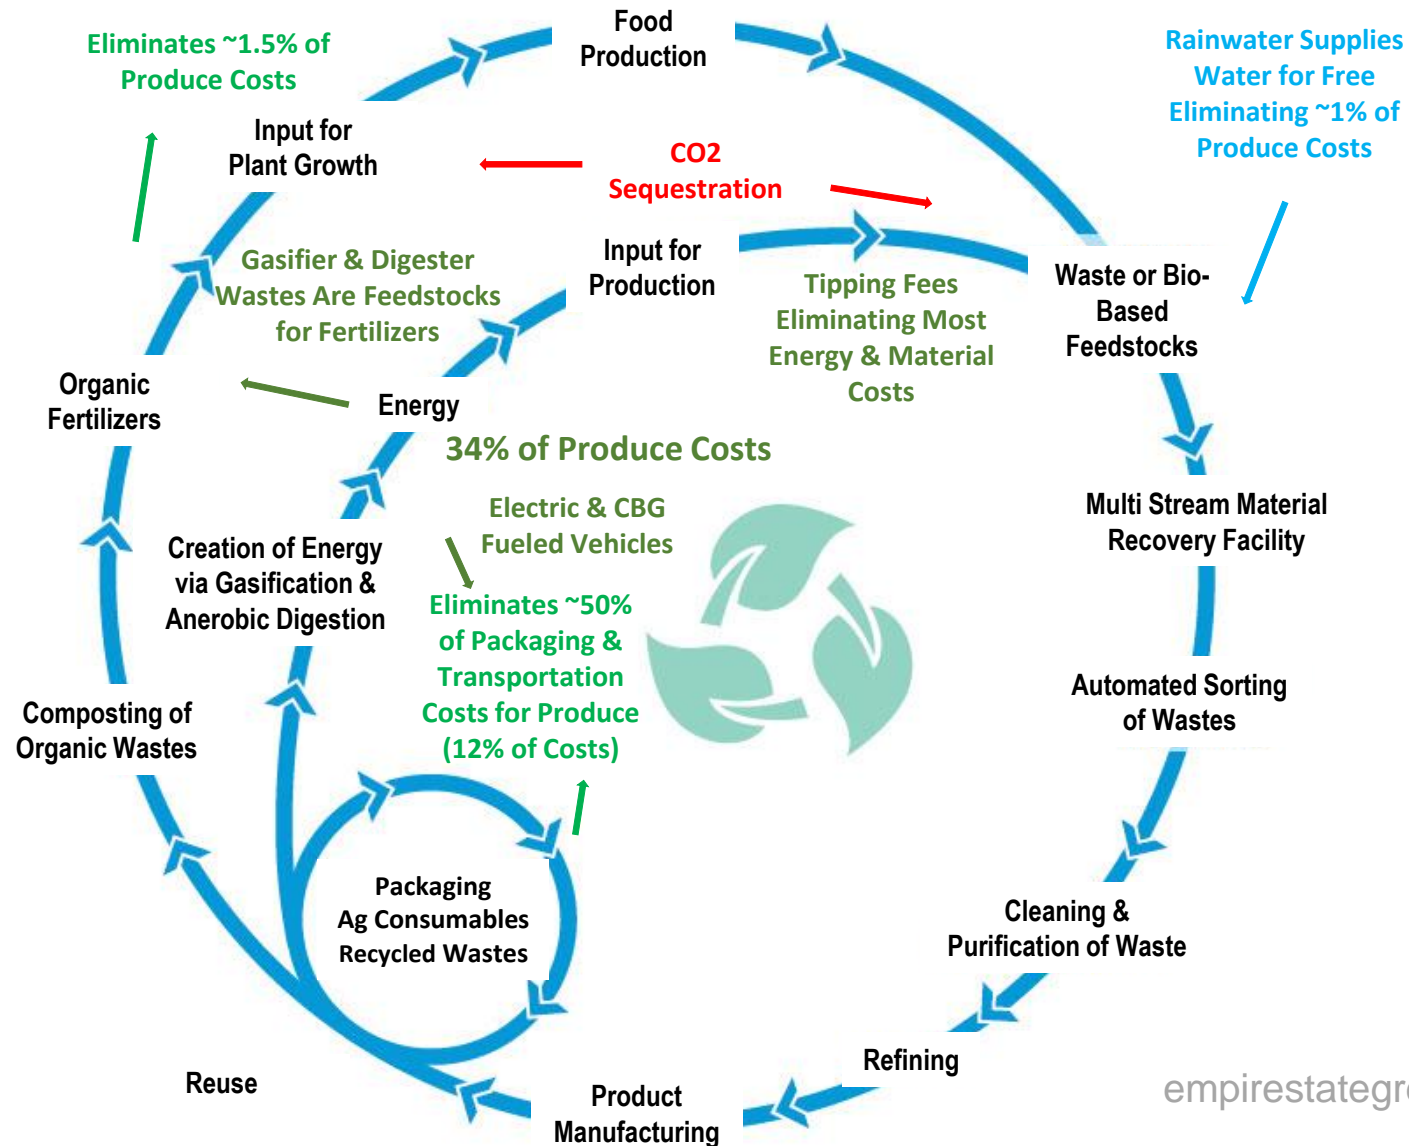 Food
Production
Eliminates ~1.5% of
Produce Costs
Rainwater Supplies
Water for Free
Eliminating ~1% of
Produce Costs
Input for
Plant Growth
CO2
Sequestration
Input for
Production
Gasifier & Digester
Wastes Are Feedstocks
for Fertilizers
Tipping Fees
Eliminating Most
Energy & Material
Costs
Waste or Bio-
Based
Feedstocks
Organic
Fertilizers
Energy
34% of Produce Costs
Electric & CBG
Fueled Vehicles
Multi Stream Material
Recovery Facility
Creation of Energy
via Gasification &
Anerobic Digestion
Eliminates ~50%
of Packaging &
Transportation
Costs for Produce
(12% of Costs)
Automated Sorting
of Wastes
Composting of
Organic Wastes
Packaging
Ag Consumables
Recycled Wastes
Cleaning &
Purification of Waste
Refining
Reuse
Product
Manufacturing
empirestategr